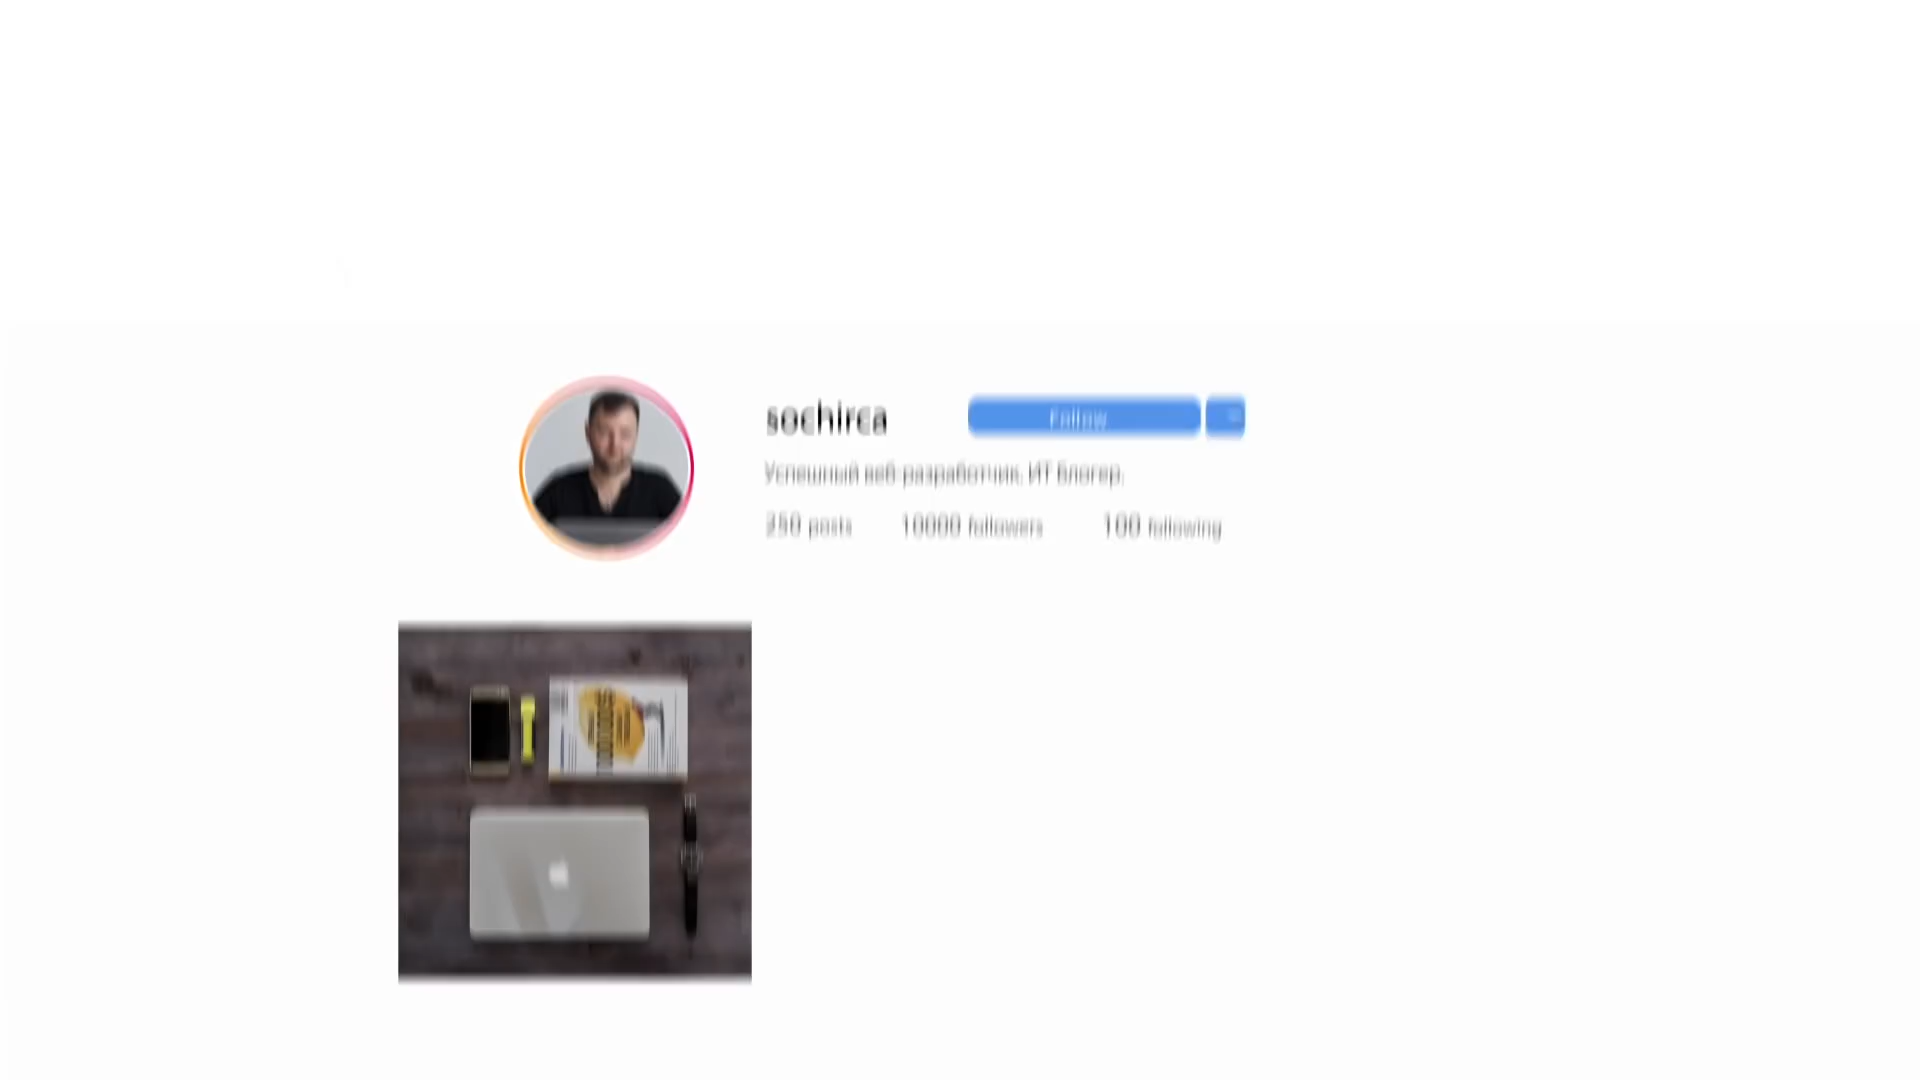 sochirca
Follow
Успешный веб-разработчик. ИТ Блогер.
250 posts 10000 followers 100 following